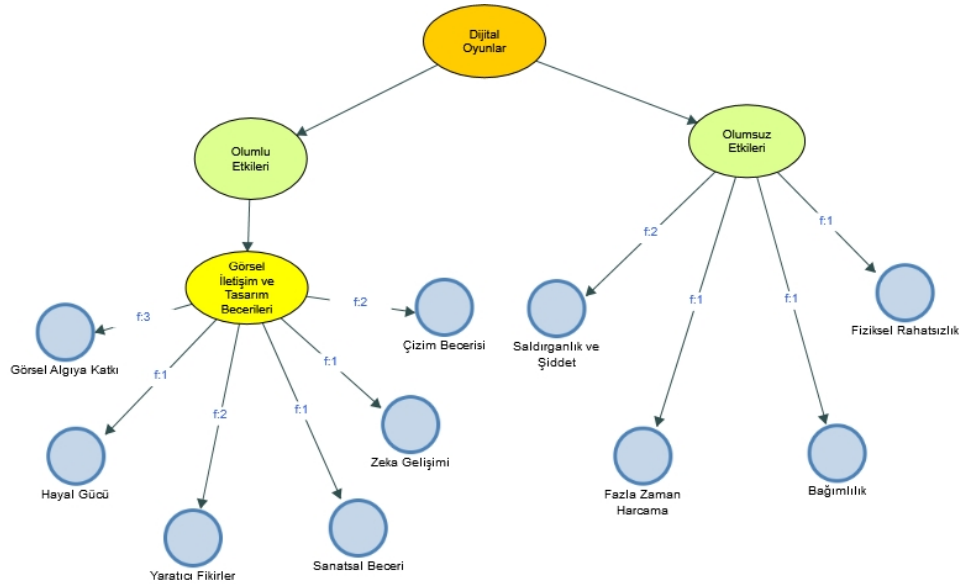 Dijital
Oyunlar
Olumlu
Etkileri
Olumsuz
Etkileri
Görsel
İletişim ve
Tasarım
Becerileri
f:3
f:1
f:2
f:1
f:1
f:2
f:2
f:1
f:1
f:1
Görsel Algıya Katkı
Hayal Gücü
Yaratıcı Fikirler
Sanatsal Beceri
Zeka Gelişimi
Çizim Becerisi
Saldırganlık ve
Şiddet
Fazla Zaman
Harcama
Bağımlılık
Fiziksel Rahatsızlık